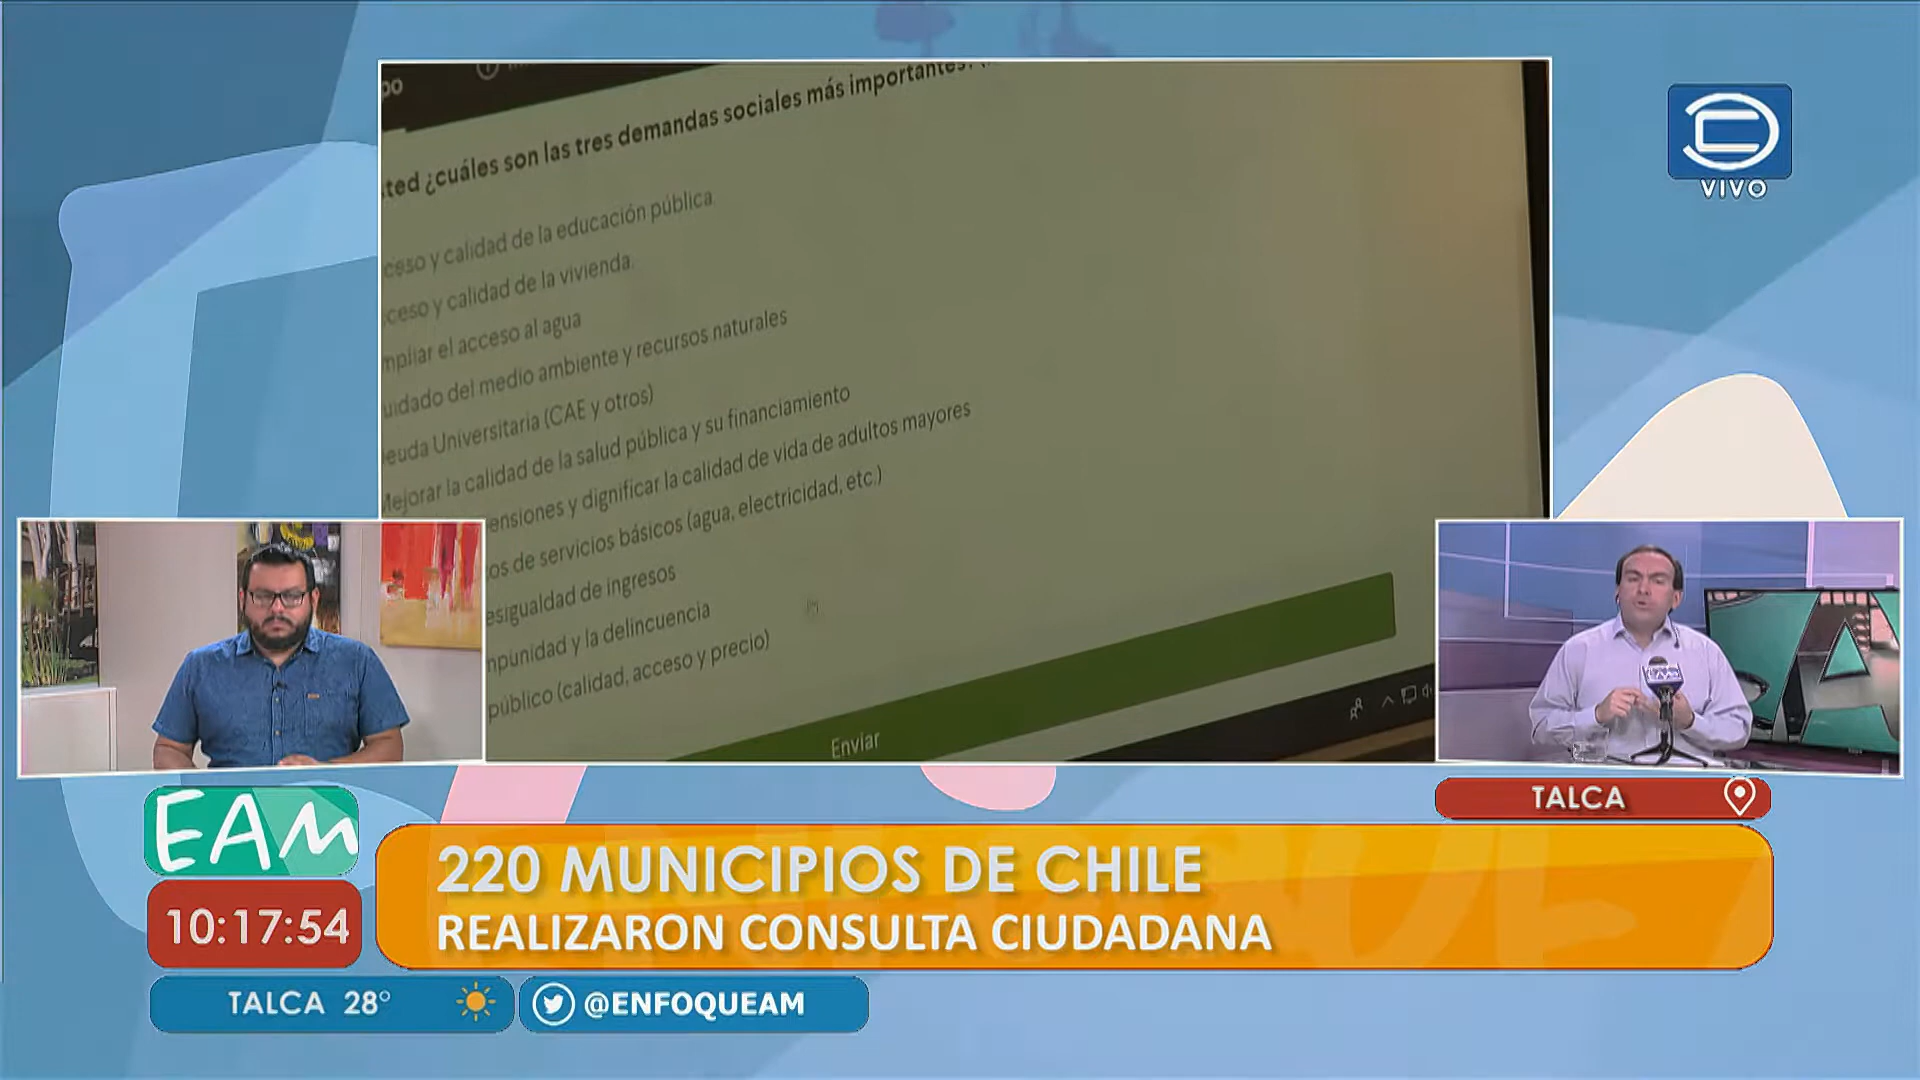 po
sted ¿cuáles son las tres demandas sociales más importantes?
ceso y calidad de la educación pública.
ceso y calidad de la vivienda.
mpliar el acceso al agua
uidado del medio ambiente y recursos naturales
euda Universitaria (CAE y otros)
Mejorar la calidad de la salud pública y su financiamiento
ensiones y dignificar la calidad de vida de adultos mayores
os de servicios básicos (agua, electricidad, etc.)
esigualdad de ingresos
mpunidad y la delincuencia
público (calidad, acceso y precio)
Enviar
VIVO
TALCA
EAM
10:17:54
220 MUNICIPIOS DE CHILE
REALIZARON CONSULTA CIUDADANA
TALCA 28°
@ENFOQUEAM